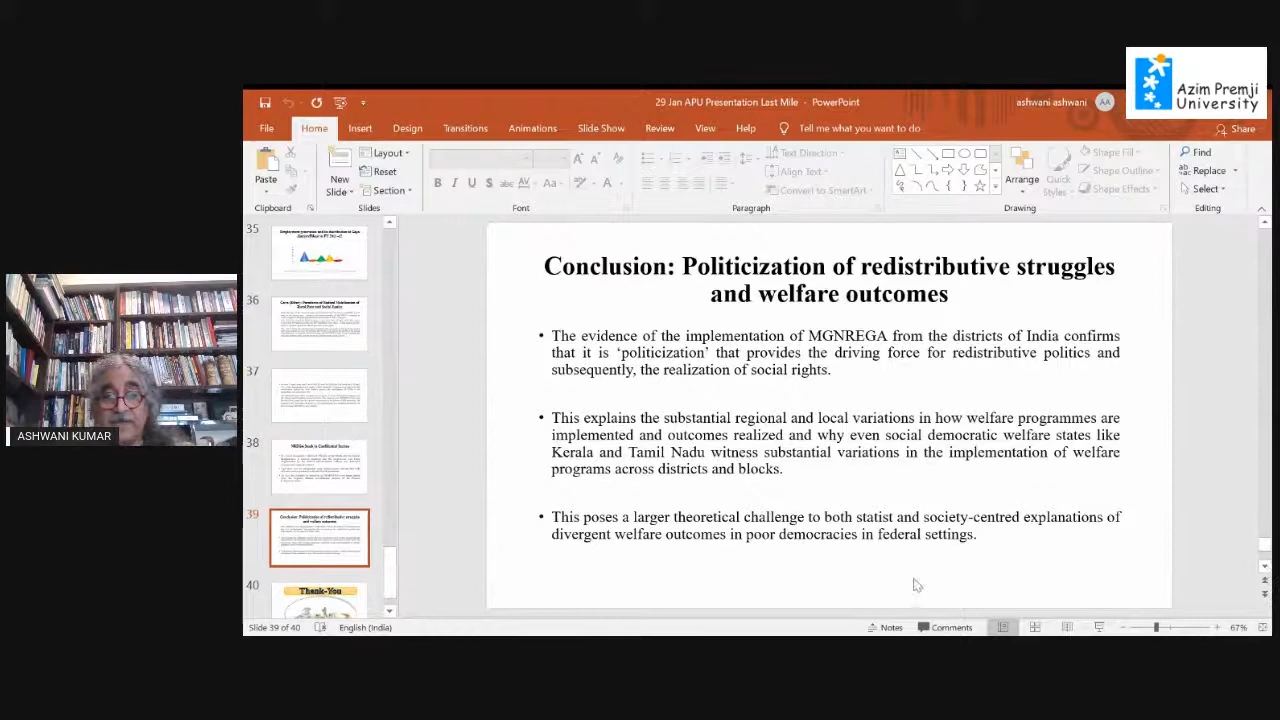 Azim Premji
University
29 Jan APU Presentation Last Mile - PowerPoint
ashwani ashwani
AA
File Home Insert Design Transitions Animations Slide Show Review View Help Tell me what you want to do
Share
Paste
New
Slide
Layout
Reset
Section
B I U S abc AV Aa A
Text Direction
Align Text
Convert to SmartArt
Arrange
Quick
Styles
Shape Fill
Shape Outline
Shape Effects
Find
Replace
Select
Clipboard Slides Font Paragraph Drawing Editing
35
36
37
38
39
40
Thank-You
Conclusion: Politicization of redistributive struggles
and welfare outcomes
• The evidence of the implementation of MGNREGA from the districts of India confirms
that it is ‘politicization’ that provides the driving force for redistributive politics and
subsequently, the realization of social rights.
• This explains the substantial regional and local variations in how welfare programmes are
implemented and outcomes realized and why even social democratic welfare states like
Kerala and Tamil Nadu witness substantial variations in the implementation of welfare
programs across districts and blocks.
• This poses a larger theoretical challenge to both statist and society-centred explanations of
divergent welfare outcomes in poor democracies in federal settings.
ASHWANI KUMAR
Slide 39 of 40 English (India)
Notes Comments 67%